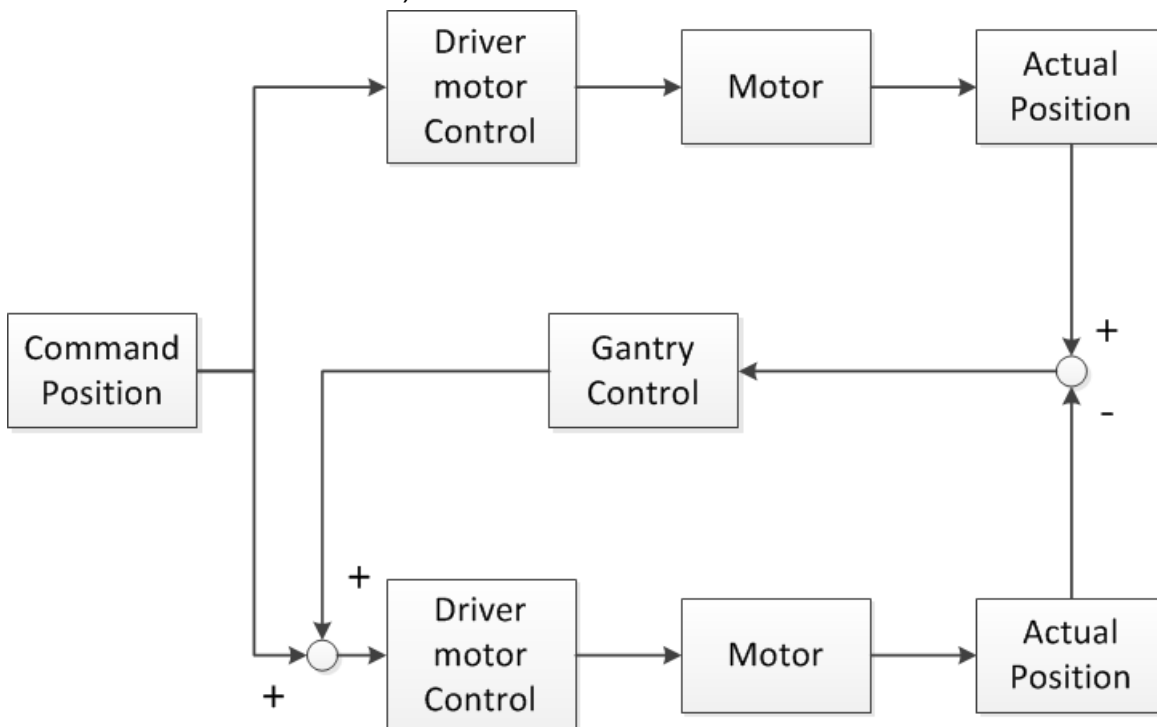 Driver
motor
Control
Motor
Actual
Position
Command
Position
Gantry
Control
+
-
+
+
Driver
motor
Control
Motor
Actual
Position